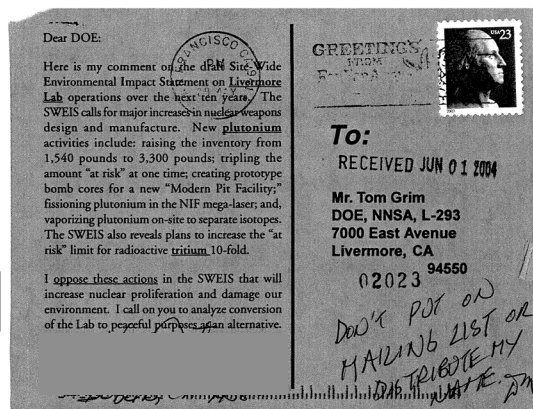 Dear DOE:
Here is my comment on the draft Site-Wide
Environmental Impact Statement on Livermore
Lab operations over the next ten years. The
SWEIS calls for major increases in nuclear weapons
design and manufacture. New plutonium
activities include: raising the inventory from
1,540 pounds to 3,300 pounds; tripling the
amount "at risk" at one time; creating prototype
bomb cores for a new "Modern Pit Facility;"
fissioning plutonium in the NIF mega-laser; and,
vaporizing plutonium on-site to separate isotopes.
The SWEIS also reveals plans to increase the "at
risk" limit for radioactive tritium 10-fold.
I oppose these actions in the SWEIS that will
increase nuclear proliferation and damage our
environment. I call on you to analyze conversion
of the Lab to peaceful purposes as an alternative.
FRANCISCO CA
PM
GREETINGS
FROM
USA 23
To:
RECEIVED JUN 01 2004
Mr. Tom Grim
DOE, NNSA, L-293
7000 East Avenue
Livermore, CA
94550
02023
DON'T PUT ON
MAILING LIST OR
DISTRIBUTE MY
NAME.